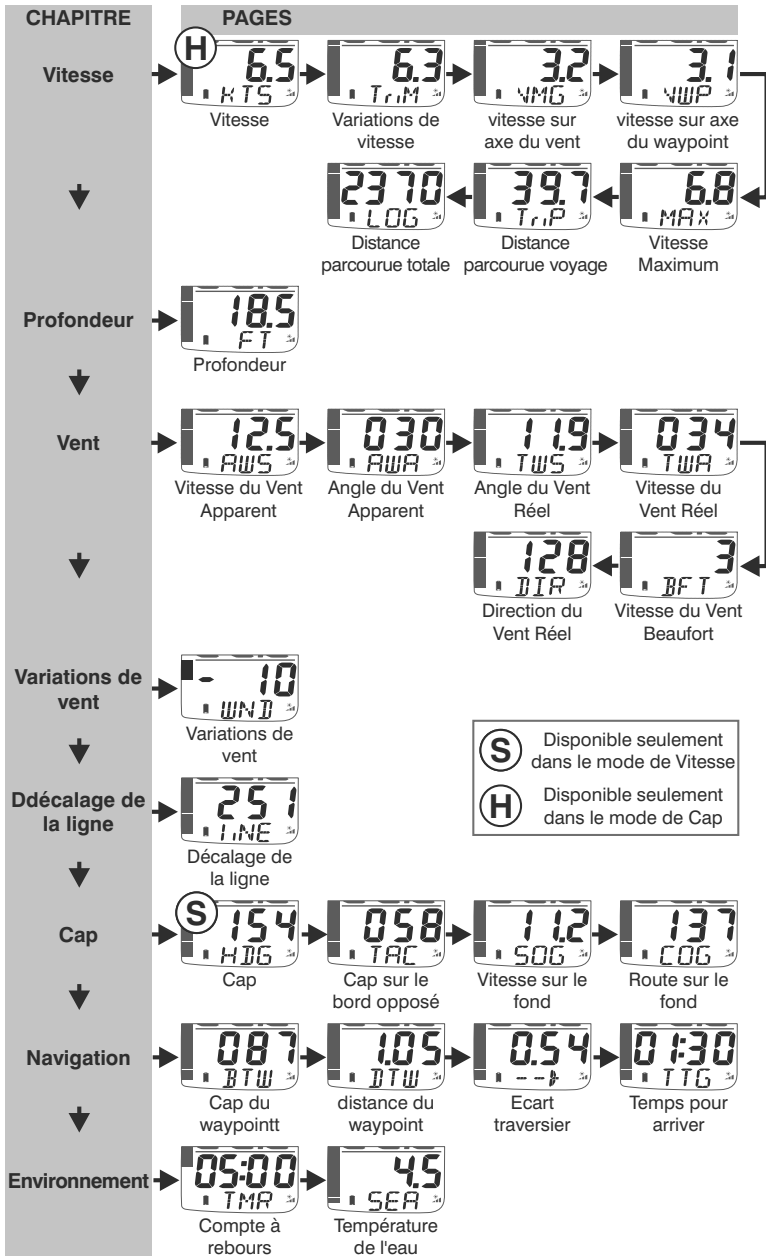 CHAPITRE PAGES
Vitesse
H
6.5
KTS
Vitesse
6.3
TriM
Variations de
vitesse
3.2
VMG
vitesse sur
axe du vent
3.1
VWP
vitesse sur axe
du waypoint
2370
LOG
Distance
parcourue totale
39.7
TriP
Distance
parcourue voyage
6.8
MAX
Vitesse
Maximum
Profondeur
18.5
FT
Profondeur
Vent
12.5
AWS
Vitesse du Vent
Apparent
030
AWA
Angle du Vent
Apparent
11.9
TWS
Angle du Vent
Réel
034
TWA
Vitesse du
Vent Réel
128
DIR
Direction du
Vent Réel
3
BFT
Vitesse du Vent
Beaufort
Variations de
vent
- 10
WND
Variations de
vent
S
Disponible seulement
dans le mode de Vitesse
H
Disponible seulement
dans le mode de Cap
Ddécalage de
la ligne
251
LiNE
Décalage de
la ligne
Cap
S
154
HDG
Cap
058
TAC
Cap sur le
bord opposé
11.2
SOG
Vitesse sur le
fond
137
COG
Route sur le
fond
Navigation
087
BTW
Cap du
waypointt
1.05
DTW
distance du
waypoint
0.54
Ecart
traversier
01:30
TTG
Temps pour
arriver
Environnement
05:00
TMR
Compte à
rebours
4.5
SEA
Température
de l'eau